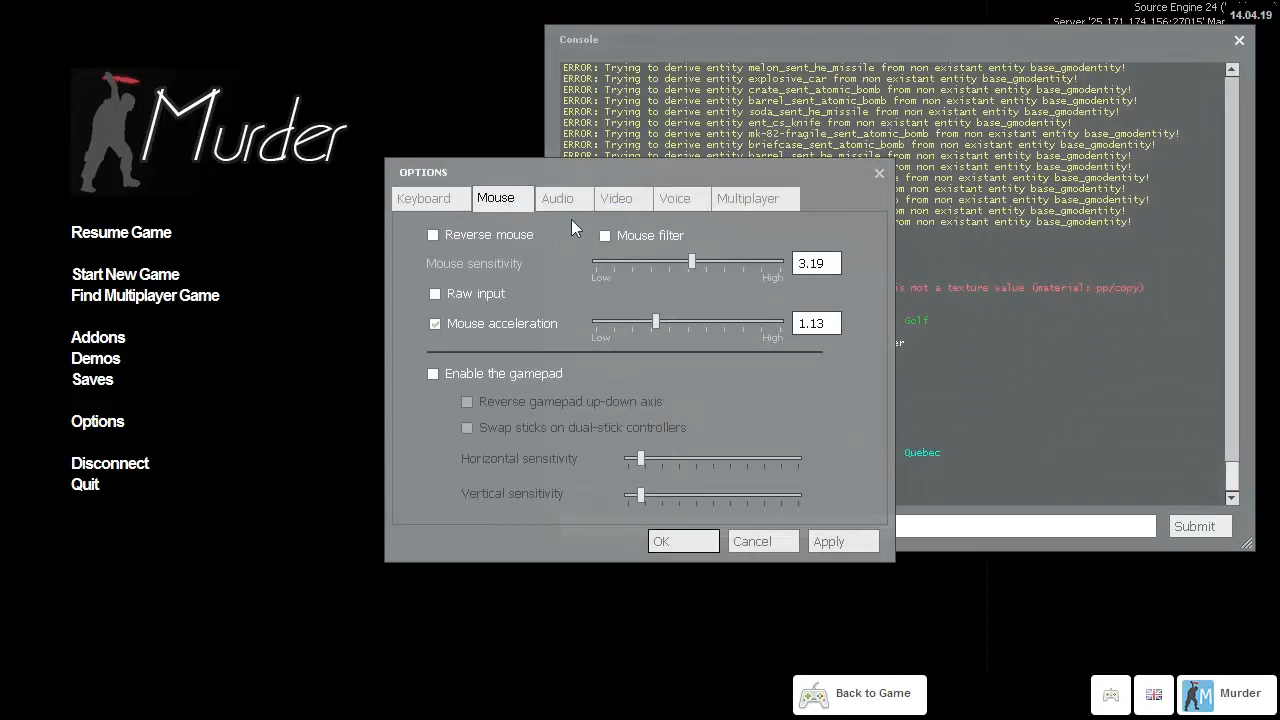 Source Engine 24 ('
14.04.19
Server '25.171.174.156:27015' Mar
Console
ERROR: Trying to derive entity melon_sent_he_missile from non existant entity base_gmodentity!
ERROR: Trying to derive entity explosive_car from non existant entity base_gmodentity!
ERROR: Trying to derive entity crate_sent_atomic_bomb from non existant entity base_gmodentity!
ERROR: Trying to derive entity barrel_sent_atomic_bomb from non existant entity base_gmodentity!
ERROR: Trying to derive entity soda_sent_he_missile from non existant entity base_gmodentity!
ERROR: Trying to derive entity ent_cs_knife from non existant entity base_gmodentity!
ERROR: Trying to derive entity mk-82-fragile_sent_atomic_bomb from non existant entity base_gmodentity!
ERROR: Trying to derive entity briefcase_sent_atomic_bomb from non existant entity base_gmodentity!
ERROR: Trying to derive entity barrel_sent_he_missile from non existant entity base_gmodentity!
is not a texture value (material: pp/copy)
Golf
er
Quebec
Submit
Murder
Resume Game
Start New Game
Find Multiplayer Game
Addons
Demos
Saves
Options
Disconnect
Quit
OPTIONS
Keyboard Mouse Audio Video Voice Multiplayer
Reverse mouse Mouse filter
Mouse sensitivity 3.19
Low High
Raw input
Mouse acceleration 1.13
Low High
Enable the gamepad
Reverse gamepad up-down axis
Swap sticks on dual-stick controllers
Horizontal sensitivity
Vertical sensitivity
OK Cancel Apply
Back to Game
M Murder